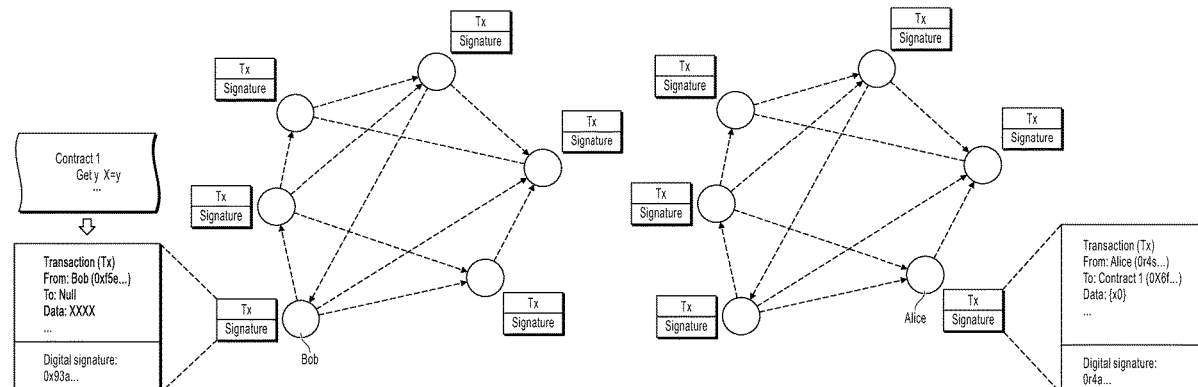 Tx
Signature
Tx
Signature
Tx
Signature
Contract 1
Get y X=y
...
Tx
Signature
Transaction (Tx)
From: Bob (0xf5e...)
To: Null
Data: XXXX
...
Digital signature:
0x93a...
Tx
Signature
Bob
Tx
Signature
Tx
Signature
Tx
Signature
Tx
Signature
Tx
Signature
Tx
Signature
Alice
Tx
Signature
Transaction (Tx)
From: Alice (0r4s...)
To: Contract 1 (0X6f...)
Data: {x0}
...
Digital signature:
0r4a...